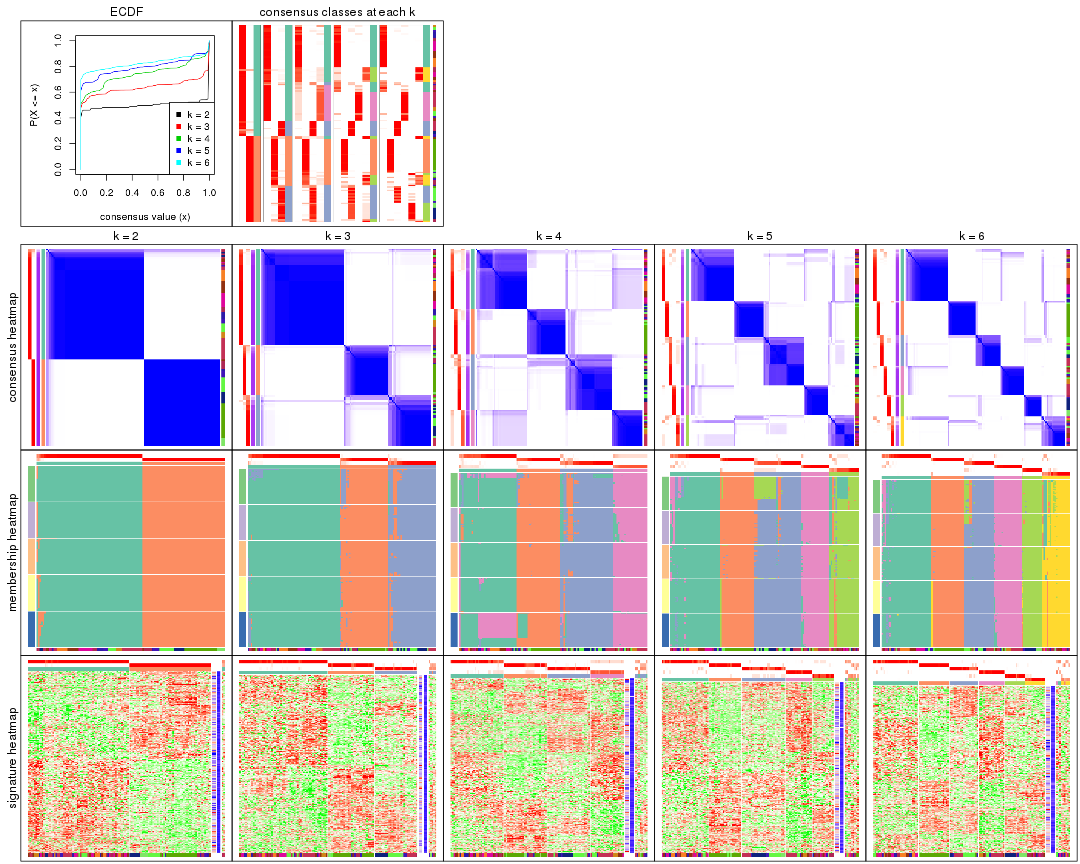 ECDF
consensus classes at each k
P(X <= x)
0.0 0.2 0.4 0.6 0.8 1.0
k = 2
k = 3
k = 4
k = 5
k = 6
0.0 0.2 0.4 0.6 0.8 1.0
consensus value (x)
k = 2
k = 3
k = 4
k = 5
k = 6
consensus heatmap
membership heatmap
signature heatmap